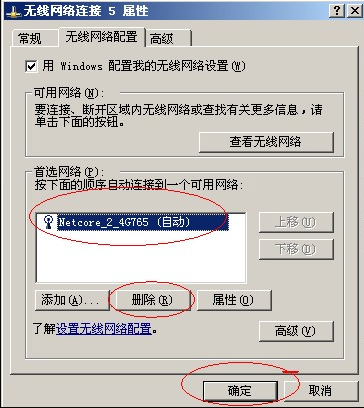 无线网络连接 5 属性
常规 无线网络配置 高级
用 Windows 配置我的无线网络设置(W)
可用网络(N):
要连接、断开区域内无线网络或查找有关更多信息，请
单击下面的按钮。
查看无线网络
首选网络(P):
按下面的顺序自动连接到一个可用网络:
Netcore_2_4G765 (自动)
上移(U)
下移(D)
添加(A)... 删除(R) 属性(O)
了解设置无线网络配置。
高级(V)
确定 取消